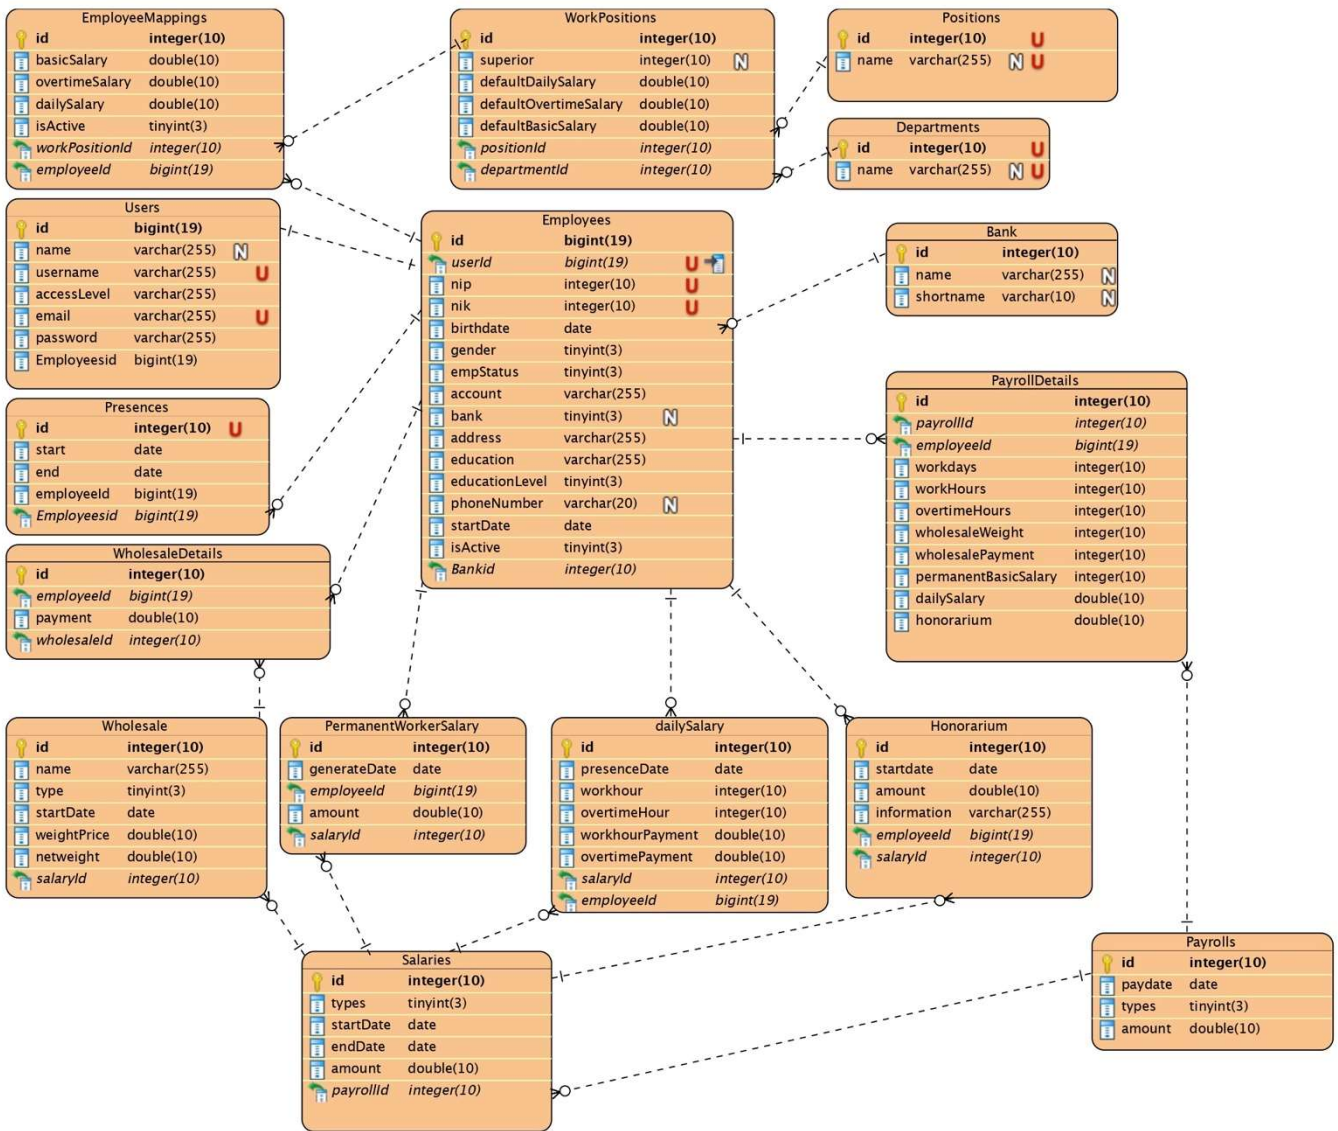 EmployeeMappings
id integer(10)
basicSalary double(10)
overtimeSalary double(10)
dailySalary double(10)
isActive tinyint(3)
workPositionId integer(10)
employeeId bigint(19)
WorkPositions
id integer(10)
superior integer(10) N
defaultDailySalary double(10)
defaultOvertimeSalary double(10)
defaultBasicSalary double(10)
positionId integer(10)
departmentId integer(10)
Positions
id integer(10) U
name varchar(255) N U
Departments
id integer(10) U
name varchar(255) N U
Users
id bigint(19)
name varchar(255) N
username varchar(255) U
accessLevel varchar(255)
email varchar(255) U
password varchar(255)
Employeesid bigint(19)
Employees
id bigint(19)
userId bigint(19) U
nip integer(10) U
nik integer(10) U
birthdate date
gender tinyint(3)
empStatus tinyint(3)
account varchar(255)
bank tinyint(3) N
address varchar(255)
education varchar(255)
educationLevel tinyint(3)
phoneNumber varchar(20) N
startDate date
isActive tinyint(3)
Bankid integer(10)
Bank
id integer(10)
name varchar(255) N
shortname varchar(10) N
Presences
id integer(10) U
start date
end date
employeeId bigint(19)
Employeesid bigint(19)
PayrollDetails
id integer(10)
payrollId integer(10)
employeeId bigint(19)
workdays integer(10)
workHours integer(10)
overtimeHours integer(10)
wholesaleWeight integer(10)
wholesalePayment integer(10)
permanentBasicSalary integer(10)
dailySalary double(10)
honorarium double(10)
WholesaleDetails
id integer(10)
employeeId bigint(19)
payment double(10)
wholesaleId integer(10)
Wholesale
id integer(10)
name varchar(255)
type tinyint(3)
startDate date
weightPrice double(10)
netweight double(10)
salaryId integer(10)
PermanentWorkerSalary
id integer(10)
generateDate date
employeeId bigint(19)
amount double(10)
salaryId integer(10)
dailySalary
id integer(10)
presenceDate date
workhour integer(10)
overtimeHour integer(10)
workhourPayment double(10)
overtimePayment double(10)
salaryId integer(10)
employeeId bigint(19)
Honorarium
id integer(10)
startdate date
amount double(10)
information varchar(255)
employeeId bigint(19)
salaryId integer(10)
Salaries
id integer(10)
types tinyint(3)
startDate date
endDate date
amount double(10)
payrollId integer(10)
Payrolls
id integer(10)
paydate date
types tinyint(3)
amount double(10)